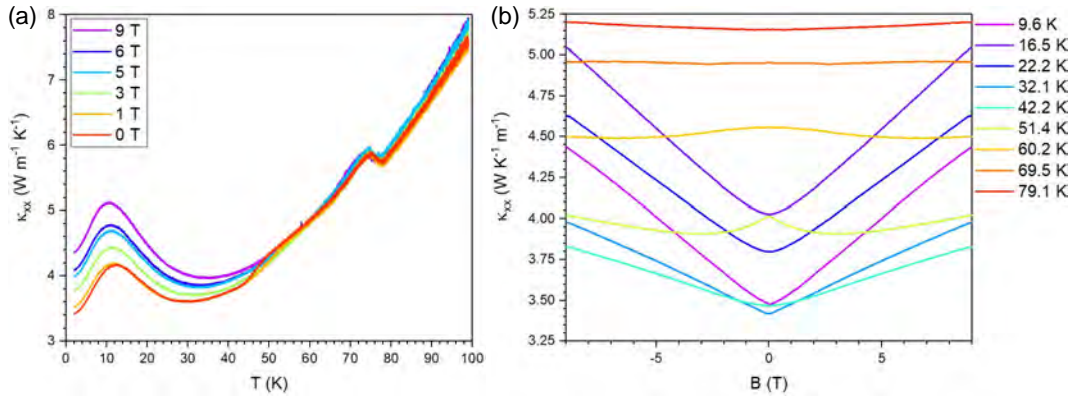 (a)
9 T
6 T
5 T
3 T
1 T
0 T
κxx (W m⁻¹ K⁻¹)
8
7
6
5
4
3
0 10 20 30 40 50 60 70 80 90 100
T (K)
(b)
κxx (W K⁻¹ m⁻¹)
5.25
5.00
4.75
4.50
4.25
4.00
3.75
3.50
3.25
-5 0 5
B (T)
9.6 K
16.5 K
22.2 K
32.1 K
42.2 K
51.4 K
60.2 K
69.5 K
79.1 K